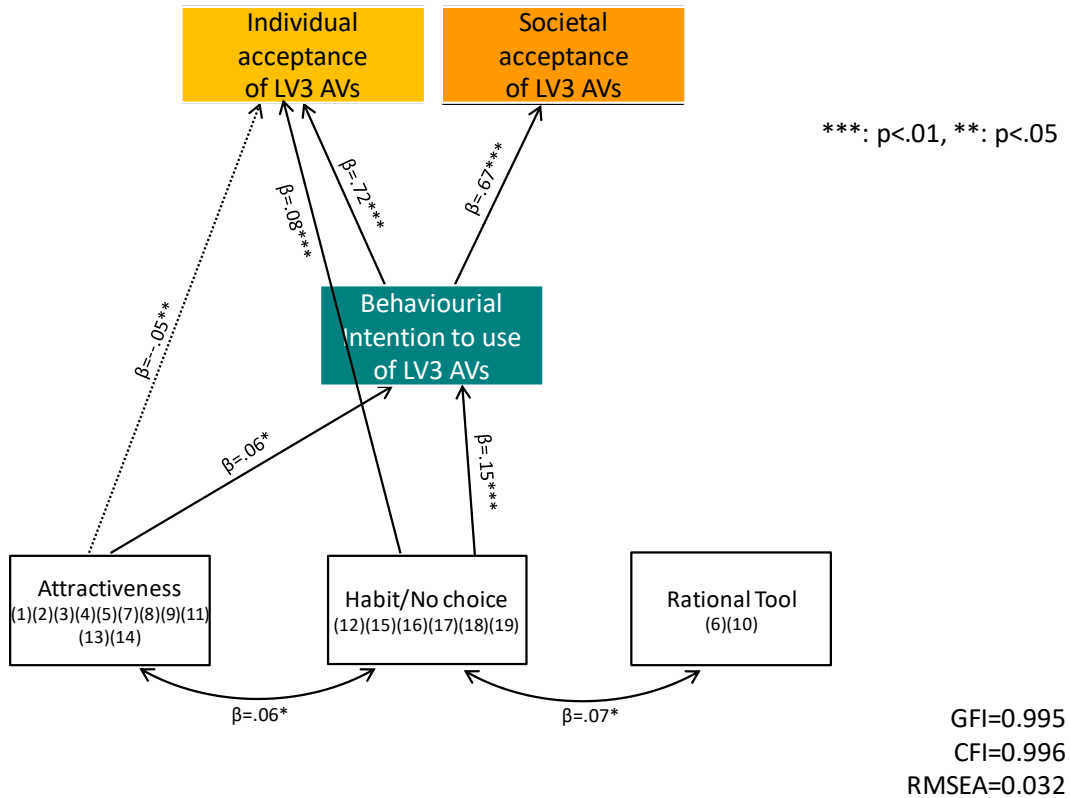 Individual
acceptance
of LV3 AVs
Societal
acceptance
of LV3 AVs
***: p<.01, **: p<.05
β=.72***
β=.67***
β=.08***
β=--.05**
Behaviourial
Intention to use
of LV3 AVs
β=.06*
β=.15***
Attractiveness
(1)(2)(3)(4)(5)(7)(8)(9)(11)
(13)(14)
Habit/No choice
(12)(15)(16)(17)(18)(19)
Rational Tool
(6)(10)
β=.06*
β=.07*
GFI=0.995
CFI=0.996
RMSEA=0.032